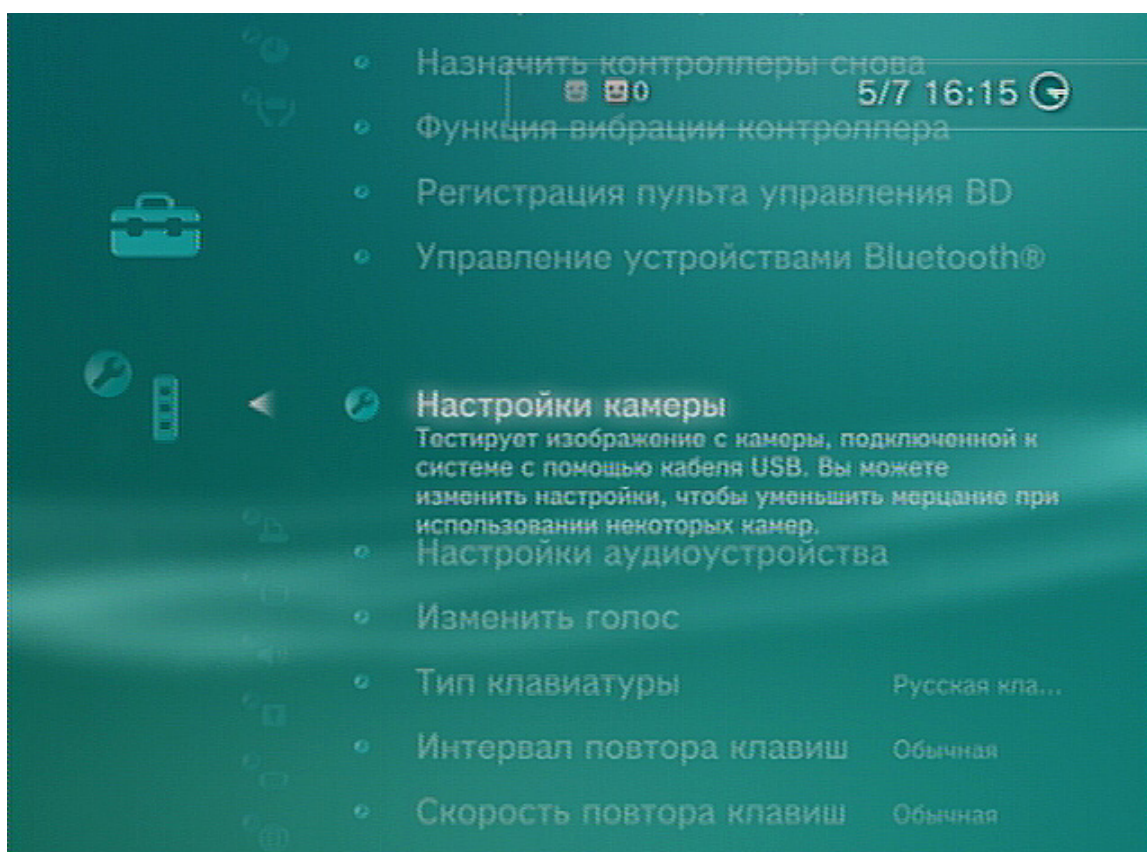 Назначить контроллеры снова
0 5/7 16:15
Функция вибрации контроллера
Регистрация пульта управления BD
Управление устройствами Bluetooth®
Настройки камеры
Тестирует изображение с камеры, подключенной к
системе с помощью кабеля USB. Вы можете
изменить настройки, чтобы уменьшить мерцание при
использовании некоторых камер.
Настройки аудиоустройства
Изменить голос
Тип клавиатуры Русская кла...
Интервал повтора клавиш Обычная
Скорость повтора клавиш Обычная